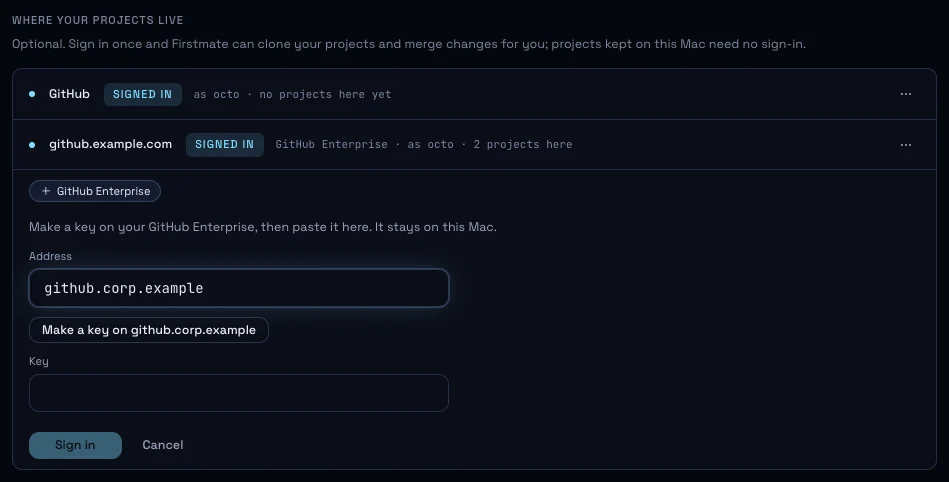 WHERE YOUR PROJECTS LIVE
Optional. Sign in once and Firstmate can clone your projects and merge changes for you; projects kept on this Mac need no sign-in.
GitHub SIGNED IN as octo · no projects here yet ···
github.example.com SIGNED IN GitHub Enterprise · as octo · 2 projects here ···
+ GitHub Enterprise
Make a key on your GitHub Enterprise, then paste it here. It stays on this Mac.
Address
github.corp.example
Make a key on github.corp.example
Key
Sign in Cancel